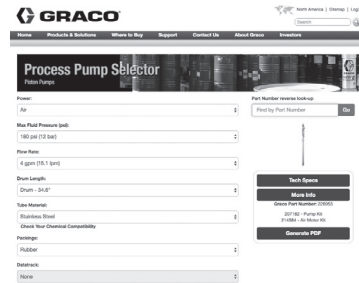 GRACO
North America | Sitemap |
Search
Home Products & Solutions Where to Buy Support Contact Us About Graco Investors
Process Pump Selector
Piston Pumps
Power:
Air
Max Fluid Pressure (psi):
180 psi (12 bar)
Flow Rate:
4 gpm (15.1 lpm)
Drum Length:
Drum - 34.6"
Tube Material:
Stainless Steel
Check Your Chemical Compatibility
Packings:
Rubber
Datatrack:
None
Part Number reverse look-up
Find by Part Number Go
Tech Specs
More Info
Graco Part Number:
207182 - Pump Kit
- Air Motor Kit
Generate PDF